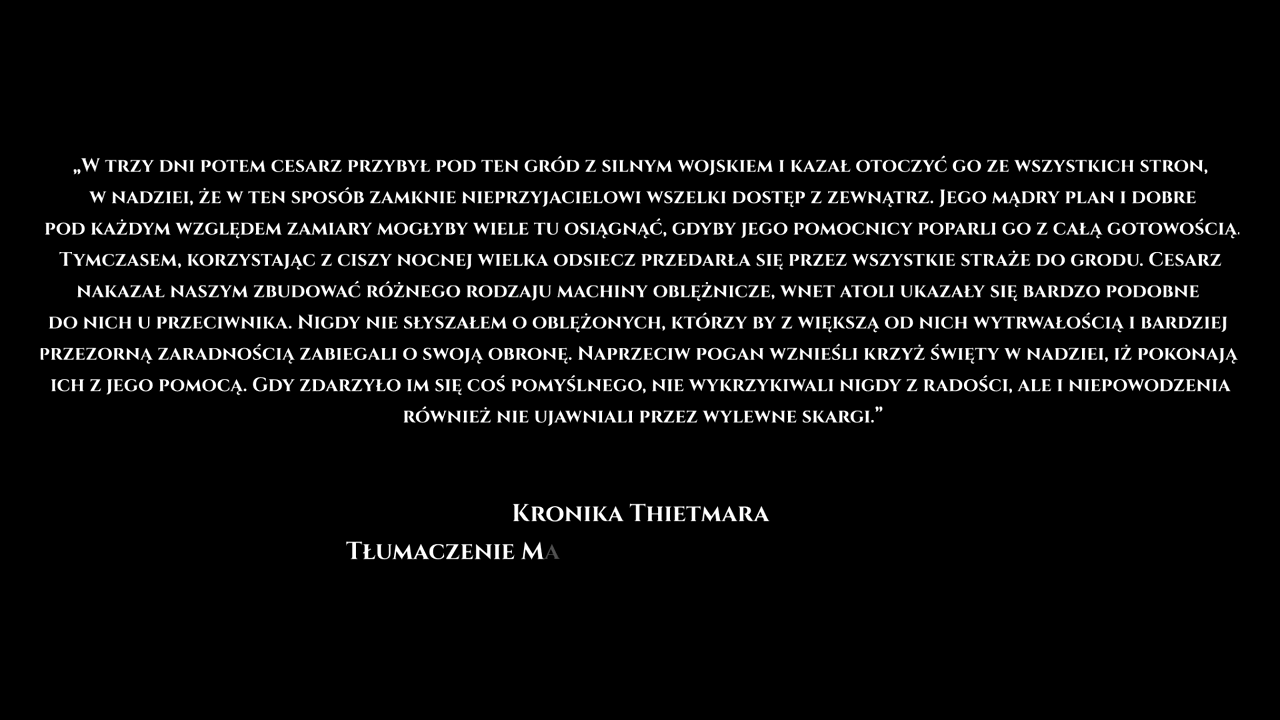 „W trzy dni potem cesarz przybył pod ten gród z silnym wojskiem i kazał otoczyć go ze wszystkich stron,
w nadziei, że w ten sposób zamknie nieprzyjacielowi wszelki dostęp z zewnątrz. Jego mądry plan i dobre
pod każdym względem zamiary mogłyby wiele tu osiągnąć, gdyby jego pomocnicy poparli go z całą gotowością.
Tymczasem, korzystając z ciszy nocnej wielka odsiecz przedarła się przez wszystkie straże do grodu. Cesarz
nakazał naszym zbudować różnego rodzaju machiny oblężnicze, wnet atoli ukazały się bardzo podobne
do nich u przeciwnika. Nigdy nie słyszałem o oblężonych, którzy by z większą od nich wytrwałością i bardziej
przezorną zaradnością zabiegali o swoją obronę. Naprzeciw pogan wznieśli krzyż święty w nadziei, iż pokonają
ich z jego pomocą. Gdy zdarzyło im się coś pomyślnego, nie wykrzykiwali nigdy z radości, ale i niepowodzenia
również nie ujawniali przez wylewne skargi.”
Kronika Thietmara
Tłumaczenie Ma